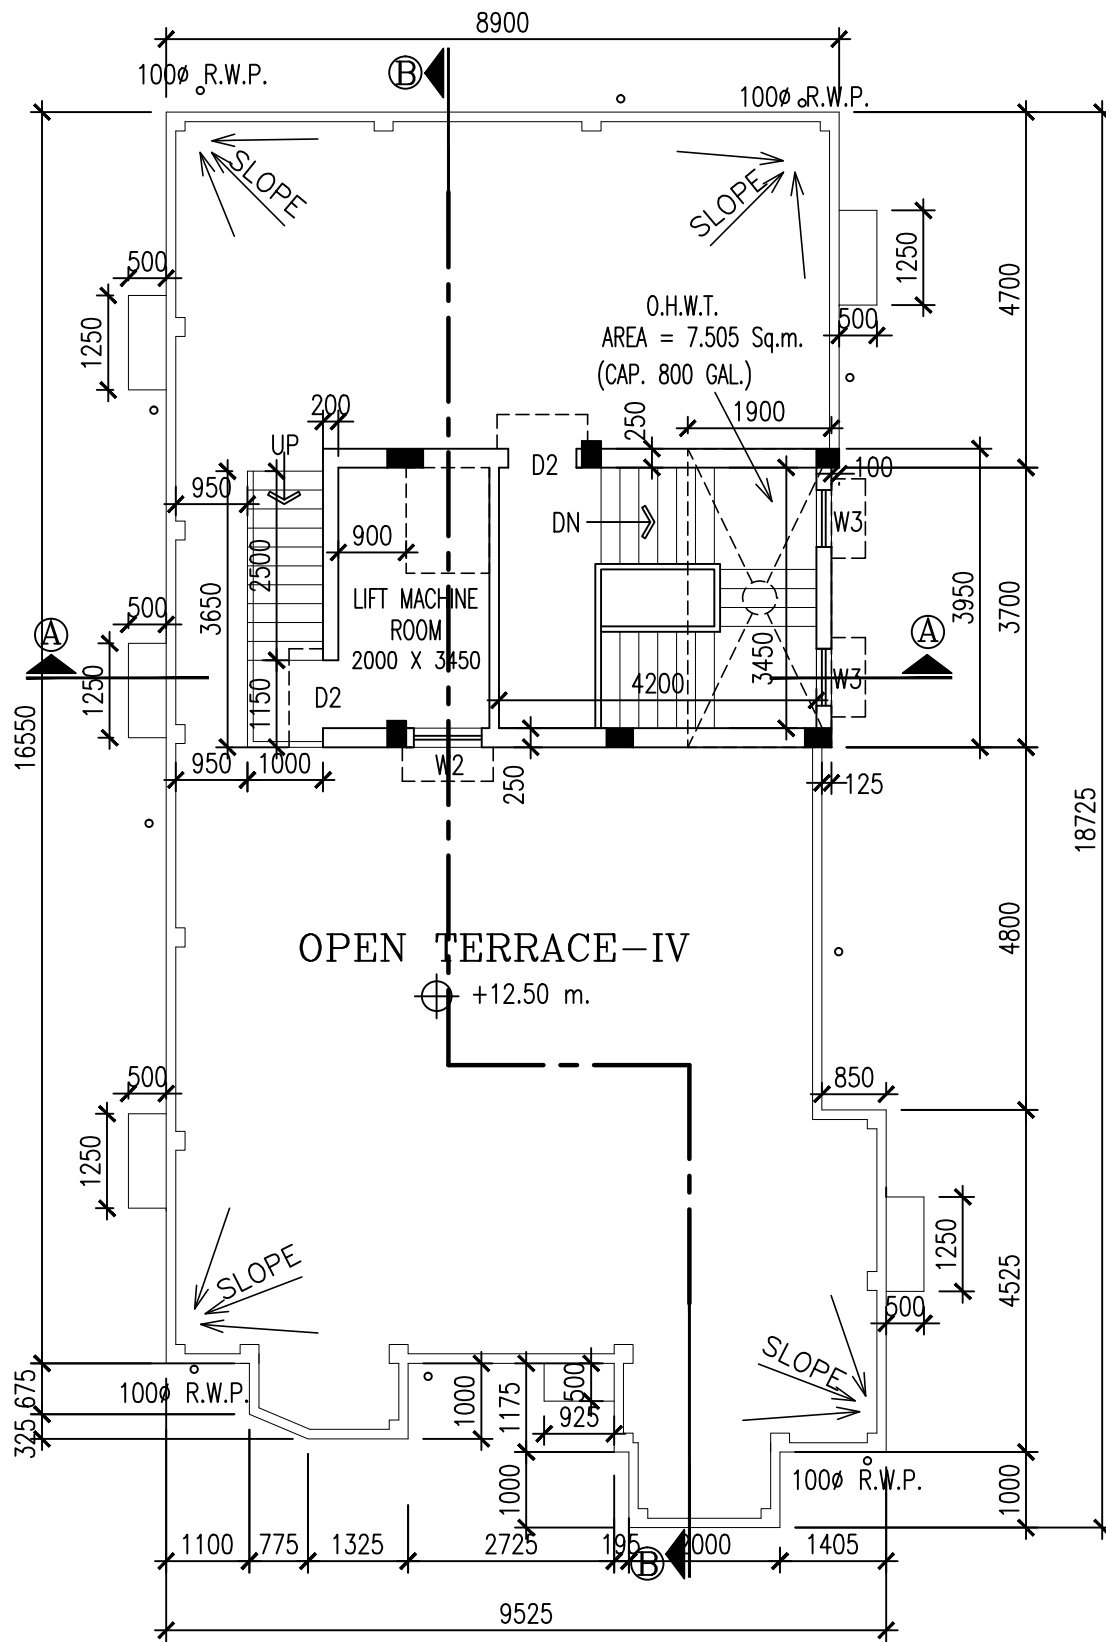 8900
B
100ø R.W.P.
100ø R.W.P.
SLOPE
SLOPE
500
1250
1250
500
4700
O.H.W.T.
AREA = 7.505 Sq.m.
(CAP. 800 GAL.)
200
250
1900
UP
D2
100
950
DN
W3
900
2500
3650
LIFT MACHINE
ROOM
2000 X 3450
3950
3700
500
A
A
1250
3450
4200
W3
1150
D2
16550
950
1000
W2
250
125
18725
4800
OPEN TERRACE-IV
+12.50 m.
500
850
1250
1250
4525
SLOPE
500
SLOPE
675
100ø R.W.P.
325
1000
1175
500
925
100ø R.W.P.
1000
1000
1100
775
1325
2725
195
B
2000
1405
9525